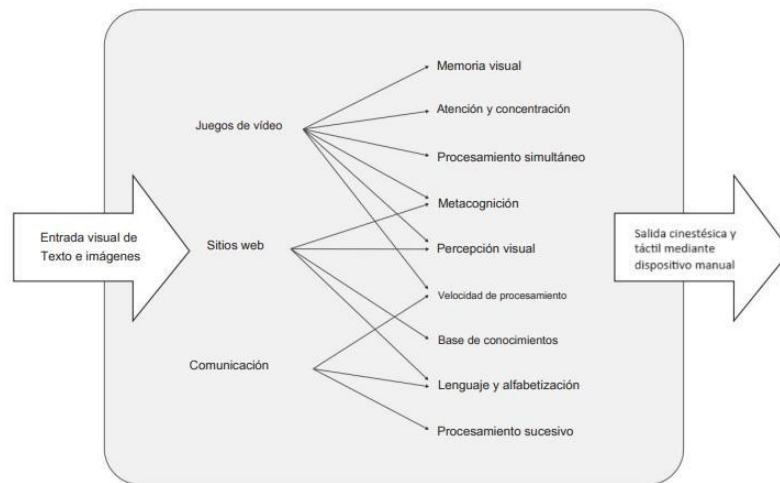 Memoria visual
Atención y concentración
Juegos de vídeo
Procesamiento simultáneo
Metacognición
Entrada visual de
Texto e imágenes
Sitios web
Percepción visual
Salida cinestésica y
táctil mediante
dispositivo manual
Velocidad de procesamiento
Base de conocimientos
Comunicación
Lenguaje y alfabetización
Procesamiento sucesivo